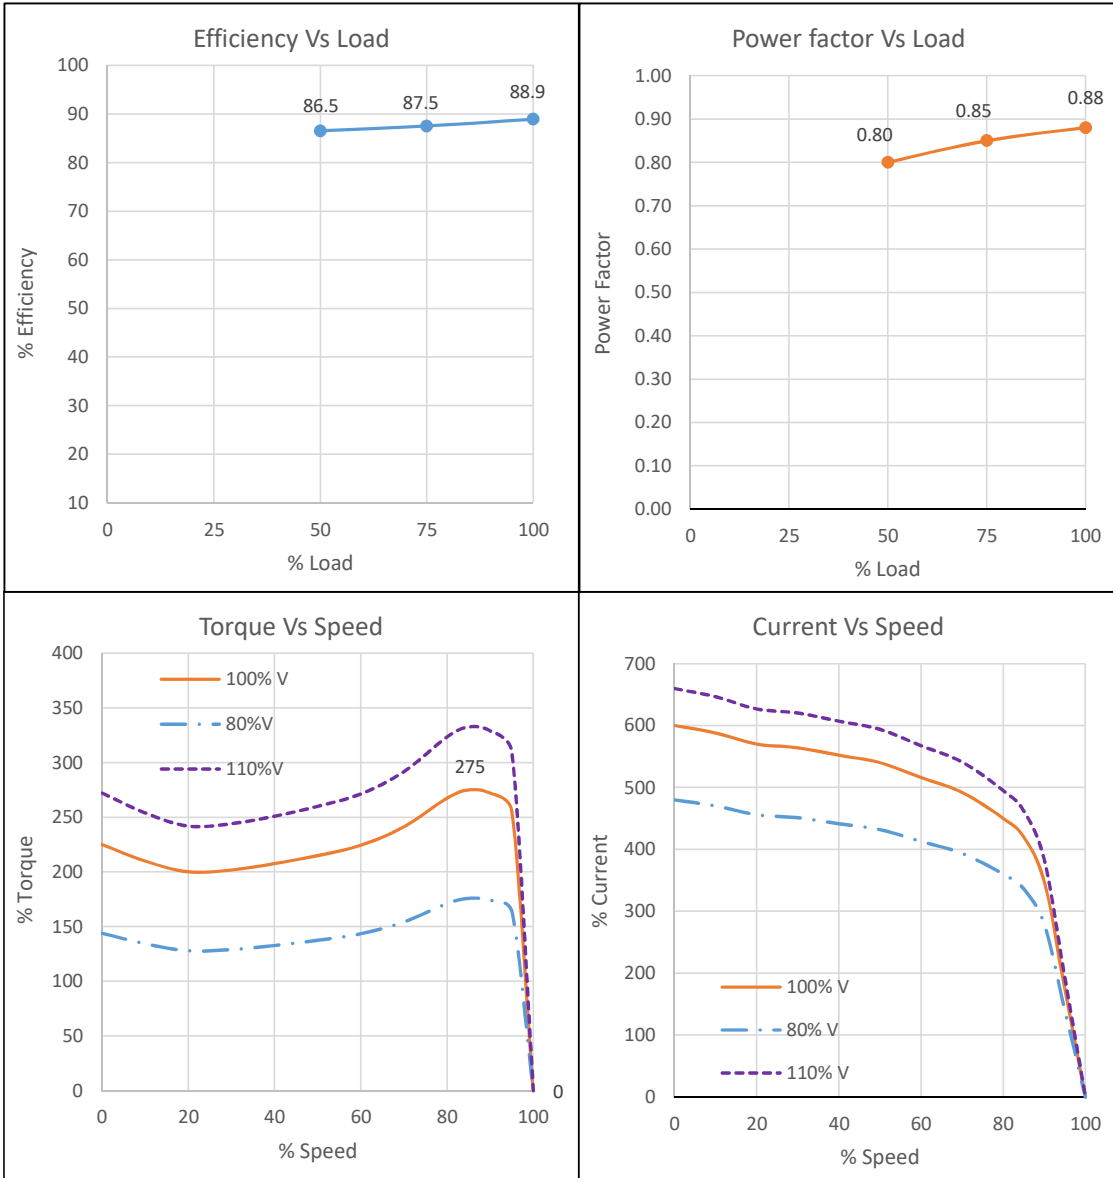 Efficiency Vs Load
100
90
80
70
60
50
40
30
20
10
% Efficiency
86.5
87.5
88.9
0 25 50 75 100
% Load
Power factor Vs Load
1.00
0.90
0.80
0.70
0.60
0.50
0.40
0.30
0.20
0.10
0.00
Power Factor
0.80
0.85
0.88
0 25 50 75 100
% Load
Torque Vs Speed
400
350
300
250
200
150
100
50
0
% Torque
100% V
80%V
110%V
275
0
0 20 40 60 80 100
% Speed
Current Vs Speed
700
600
500
400
300
200
100
0
% Current
100% V
80% V
110% V
0 20 40 60 80 100
% Speed